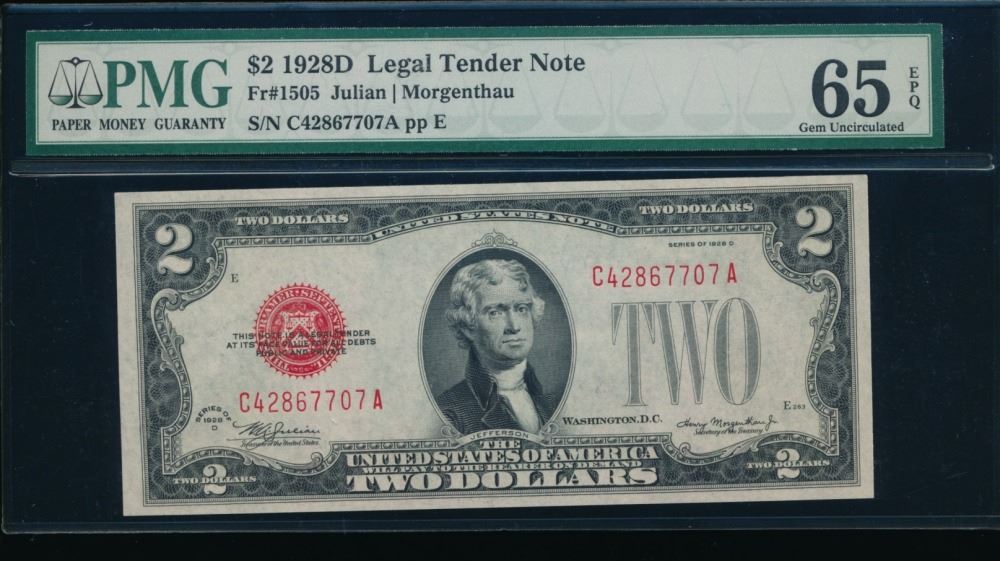 PMG
PAPER MONEY GUARANTY
$2 1928D Legal Tender Note
Fr#1505 Julian | Morgenthau
S/N C42867707A pp E
65 EPQ
Gem Uncirculated
2
TWO DOLLARS
UNITED STATES NOTE
TWO DOLLARS
2
SERIES OF 1928 D
E
C42867707A
THIS NOTE IS A LEGAL TENDER
AT ITS FACE VALUE FOR ALL DEBTS
PUBLIC AND PRIVATE
TWO
C42867707A
SERIES OF
1928
D
WASHINGTON, D.C.
E 263
W.A. Julian
Treasurer of the United States.
Henry Morgenthau Jr
Secretary of the Treasury.
JEFFERSON
THE
UNITED STATES OF AMERICA
WILL PAY TO THE BEARER ON DEMAND
TWO DOLLARS
TWO DOLLARS
2
TWO DOLLARS
2